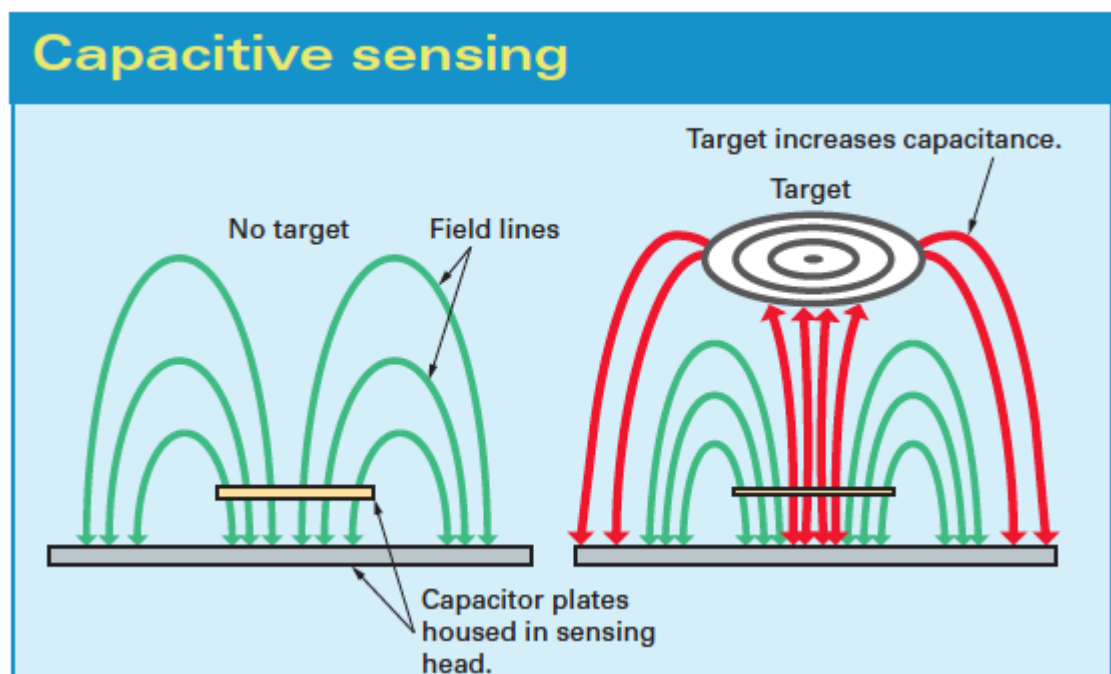 Capacitive sensing
Target increases capacitance.
Target
No target
Field lines
Capacitor plates
housed in sensing
head.